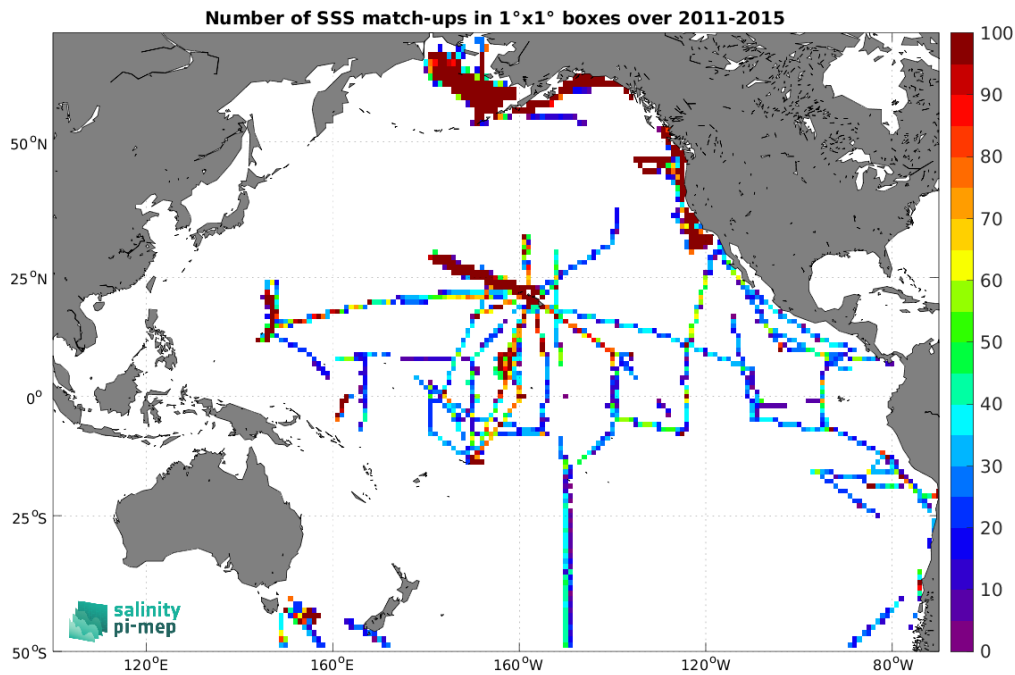 Number of SSS match-ups in 1°x1° boxes over 2011-2015
100
90
80
70
60
50
40
30
20
10
0
50°N
25°N
0°
25°S
50°S
120°E
160°E
160°W
120°W
80°W
salinity
pi-mep